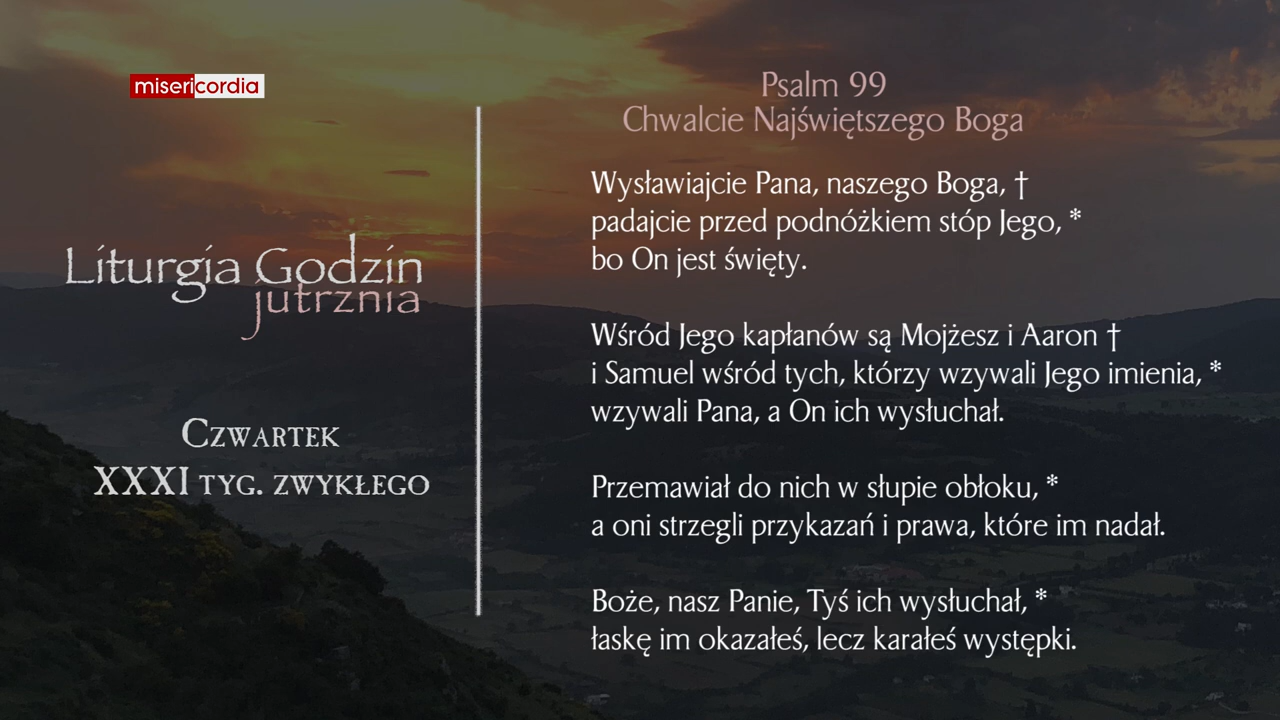 misericordia
Liturgia Godzin
jutrznia
Czwartek
XXXI tyg. zwykłego
Psalm 99
Chwalcie Najświętszego Boga
Wysławiajcie Pana, naszego Boga, †
padajcie przed podnóżkiem stóp Jego, *
bo On jest święty.
Wśród Jego kapłanów są Mojżesz i Aaron †
i Samuel wśród tych, którzy wzywali Jego imienia, *
wzywali Pana, a On ich wysłuchał.
Przemawiał do nich w słupie obłoku, *
a oni strzegli przykazań i prawa, które im nadał.
Boże, nasz Panie, Tyś ich wysłuchał, *
łaskę im okazałeś, lecz karałeś występki.